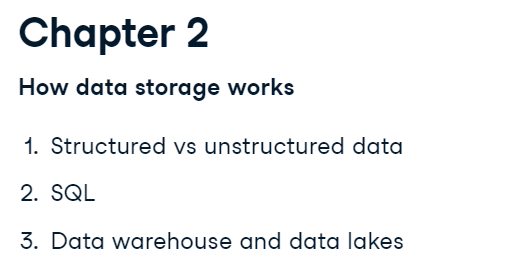 Chapter 2
How data storage works
1. Structured vs unstructured data
2. SQL
3. Data warehouse and data lakes